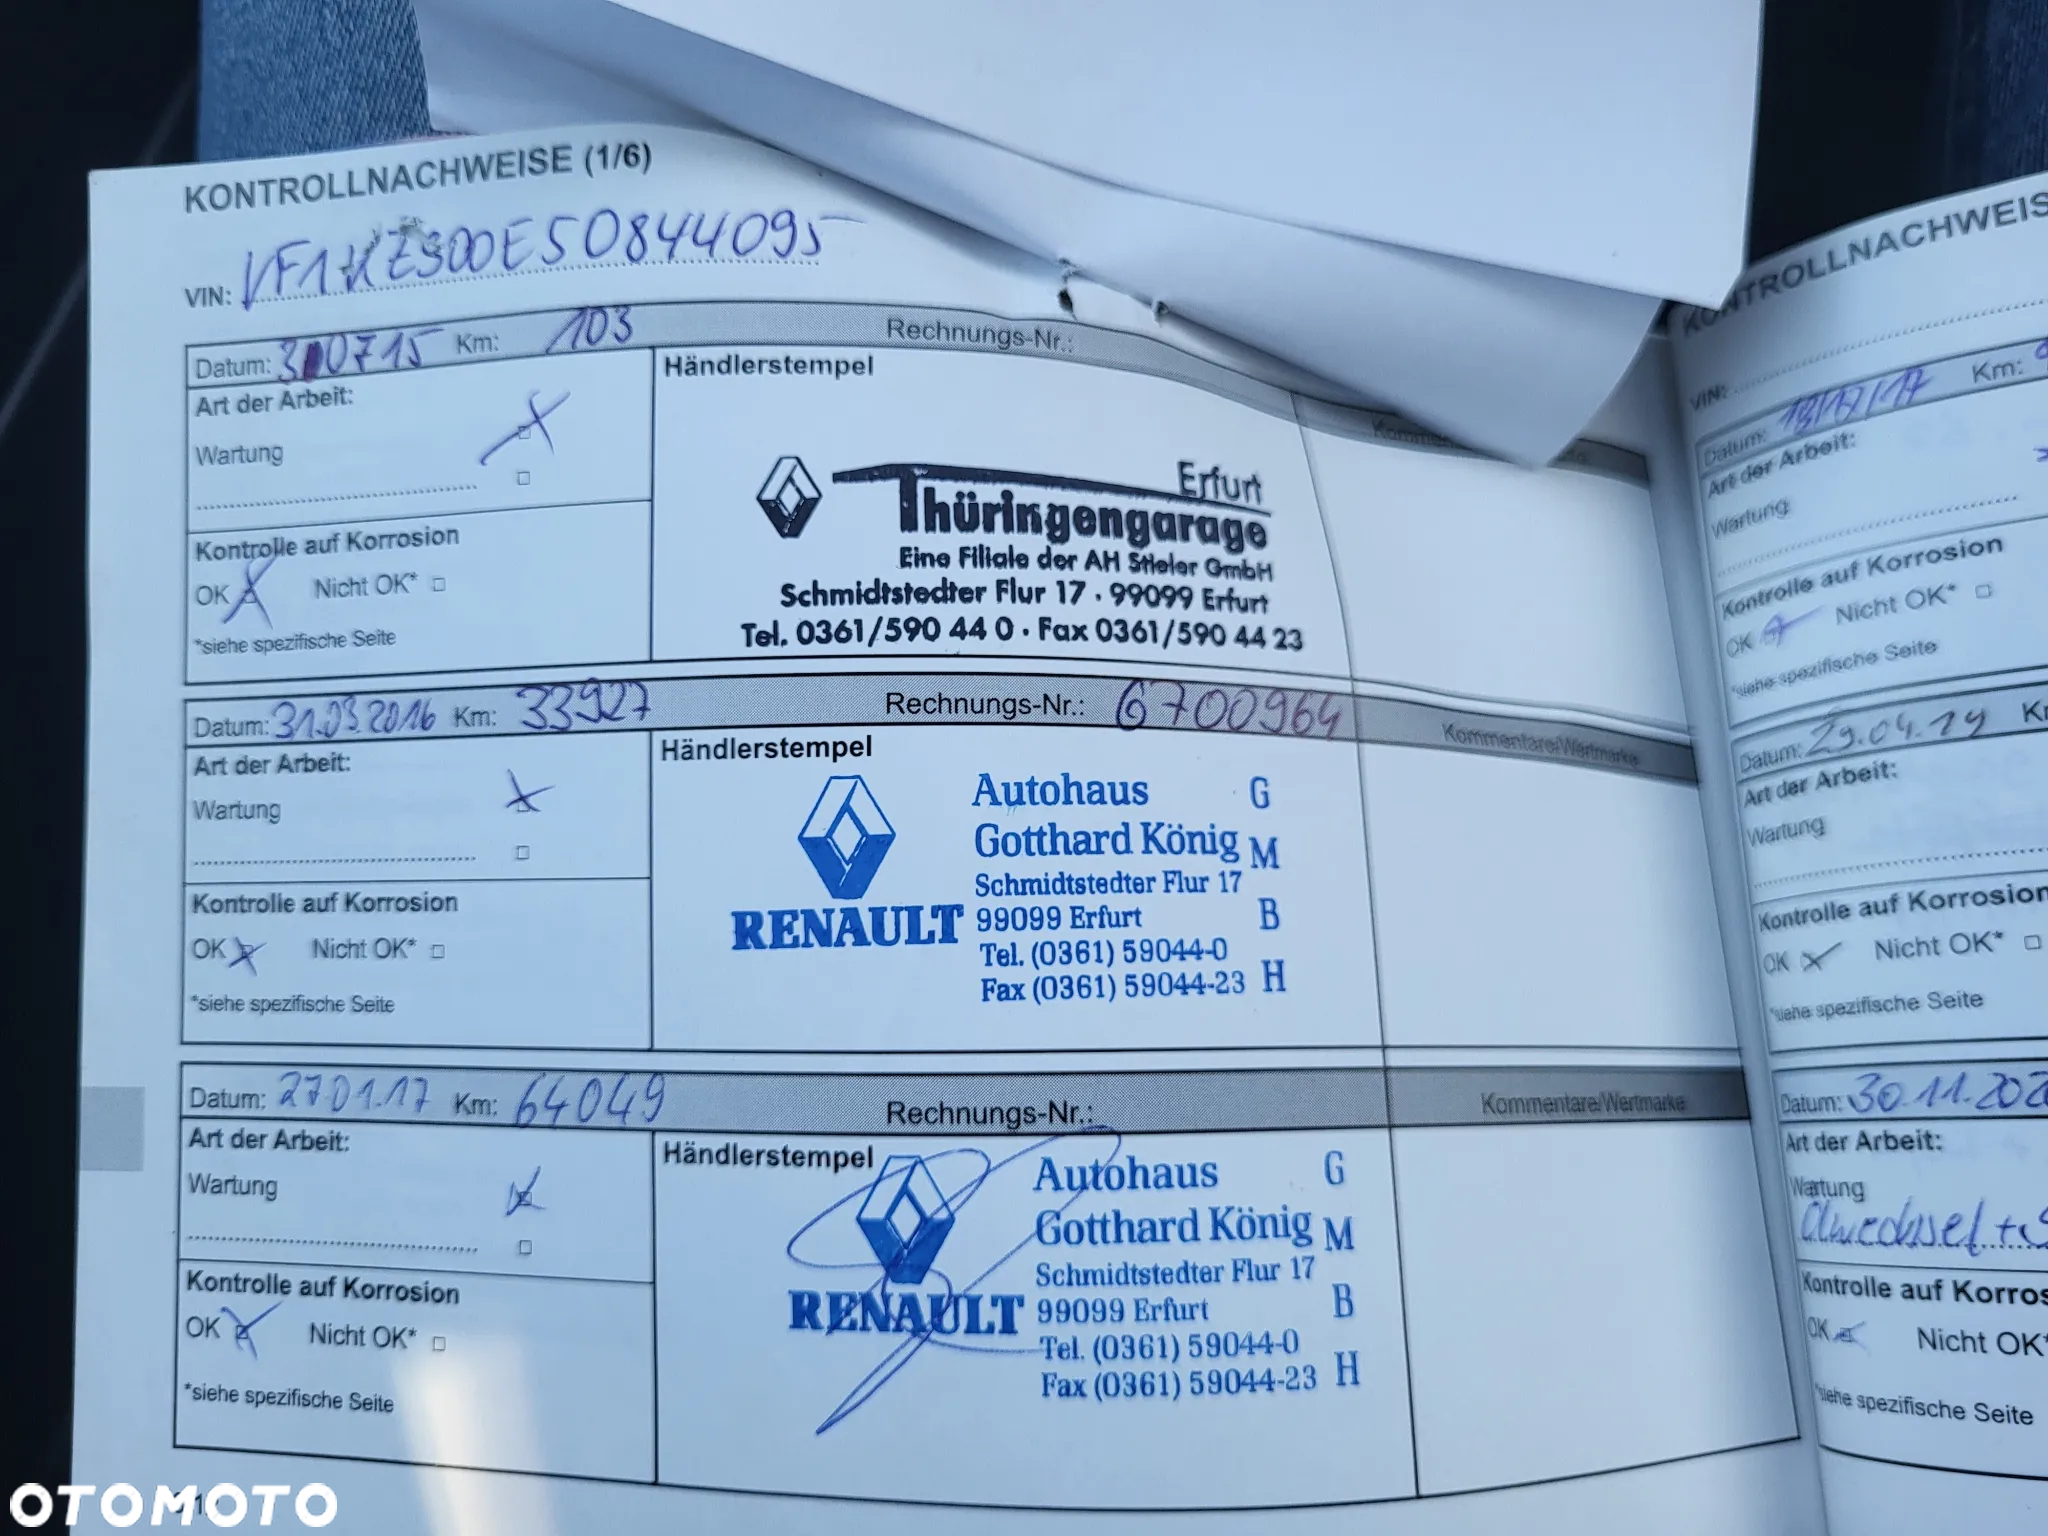 KONTROLLNACHWEISE (1/6)
VIN: VF1KZ900E50844095
Datum: 300715 Km: 103 Rechnungs-Nr.:
Art der Arbeit:
Wartung
Kontrolle auf Korrosion
OK Nicht OK*
*siehe spezifische Seite
Händlerstempel
Erfurt
Thüringengarage
Eine Filiale der AH Stieler GmbH
Schmidtstedter Flur 17 · 99099 Erfurt
Tel. 0361/590 44 0 · Fax 0361/590 44 23
Datum: 31.03.2016 Km: 33927 Rechnungs-Nr.: 6700964
Kommentare/Wertmarke
Art der Arbeit:
Wartung
Kontrolle auf Korrosion
OK Nicht OK*
*siehe spezifische Seite
Händlerstempel
RENAULT
Autohaus G
Gotthard König M
Schmidtstedter Flur 17
99099 Erfurt B
Tel. (0361) 59044-0
Fax (0361) 59044-23 H
Datum: 27.01.17 Km: 64049 Rechnungs-Nr.:
Kommentare/Wertmarke
Art der Arbeit:
Wartung
Kontrolle auf Korrosion
OK Nicht OK*
*siehe spezifische Seite
Händlerstempel
RENAULT
Autohaus G
Gotthard König M
Schmidtstedter Flur 17
99099 Erfurt B
Tel. (0361) 59044-0
Fax (0361) 59044-23 H
KONTROLLNACHWEIS
VIN:
Datum: Km:
Art der Arbeit:
Wartung
Kontrolle auf Korrosion
OK Nicht OK*
*siehe spezifische Seite
Datum: 29.04.19
Art der Arbeit:
Wartung
Kontrolle auf Korrosion
OK Nicht OK*
*siehe spezifische Seite
Datum: 30.11.202
Art der Arbeit:
Wartung
Ölwechsel +
Kontrolle auf Korros
OK Nicht OK*
*siehe spezifische Seite
OTOMOTO